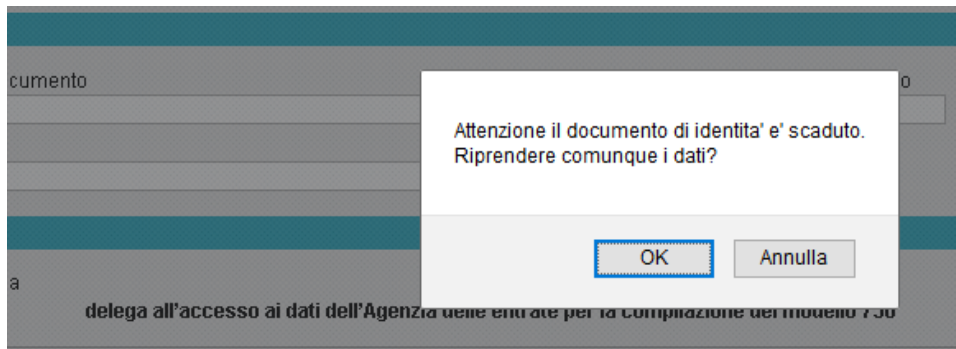 cumento
o
Attenzione il documento di identita' e' scaduto.
Riprendere comunque i dati?
OK
Annulla
a
delega all'accesso ai dati dell'Agenzia delle entrate per la compilazione del modello 730